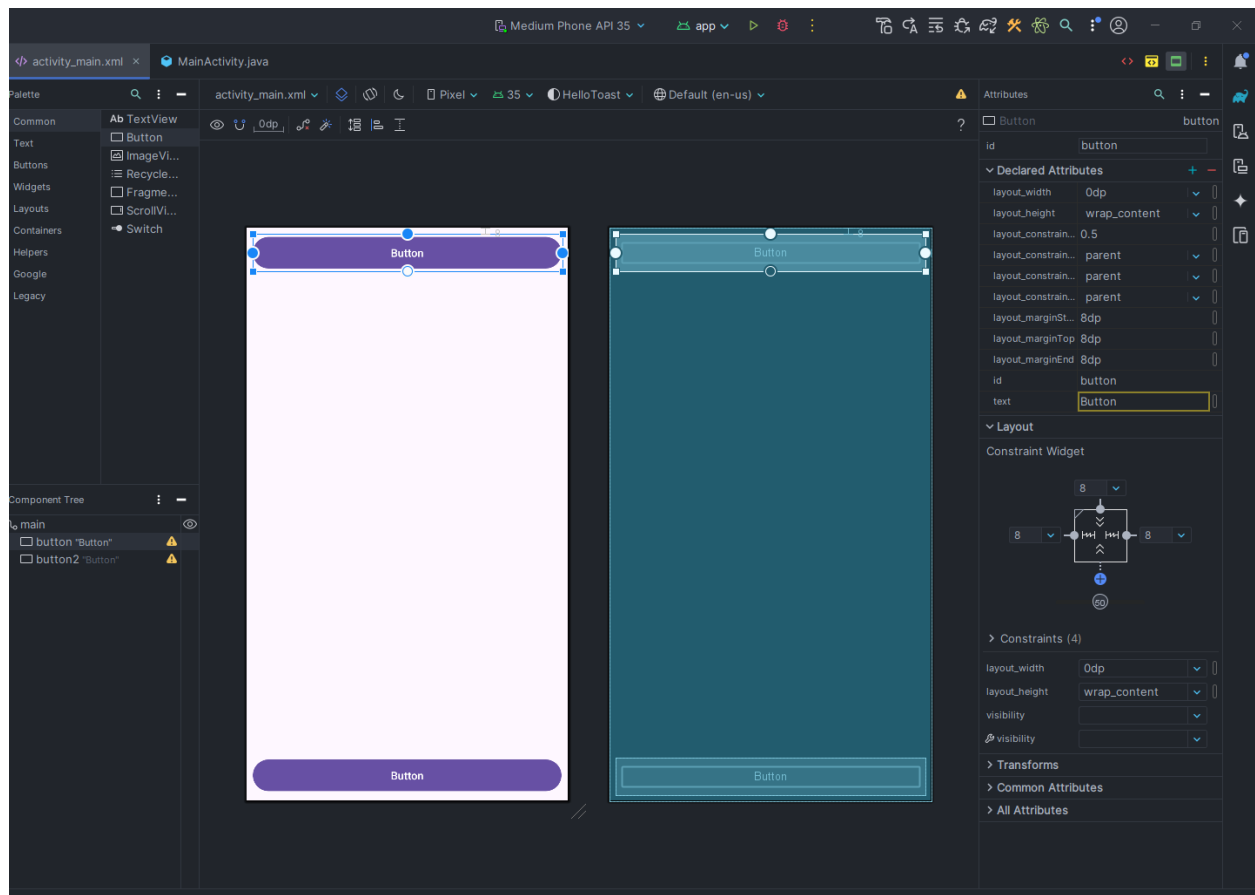 Medium Phone API 35 app
activity_main.xml MainActivity.java
Palette
Common
Text
Buttons
Widgets
Layouts
Containers
Helpers
Google
Legacy
Ab TextView
Button
ImageVi...
Recycle...
Fragme...
ScrollVi...
Switch
activity_main.xml Pixel 35 HelloToast Default (en-us)
0dp ?
8
Button
Button
8
Button
Button
Component Tree
main
button "Button"
button2 "Button"
Attributes
Button button
id button
Declared Attributes
layout_width 0dp
layout_height wrap_content
layout_constrain... 0.5
layout_constrain... parent
layout_constrain... parent
layout_constrain... parent
layout_marginSt... 8dp
layout_marginTop 8dp
layout_marginEnd 8dp
id button
text Button
Layout
Constraint Widget
8
8 8
50
Constraints (4)
layout_width 0dp
layout_height wrap_content
visibility
visibility
Transforms
Common Attributes
All Attributes